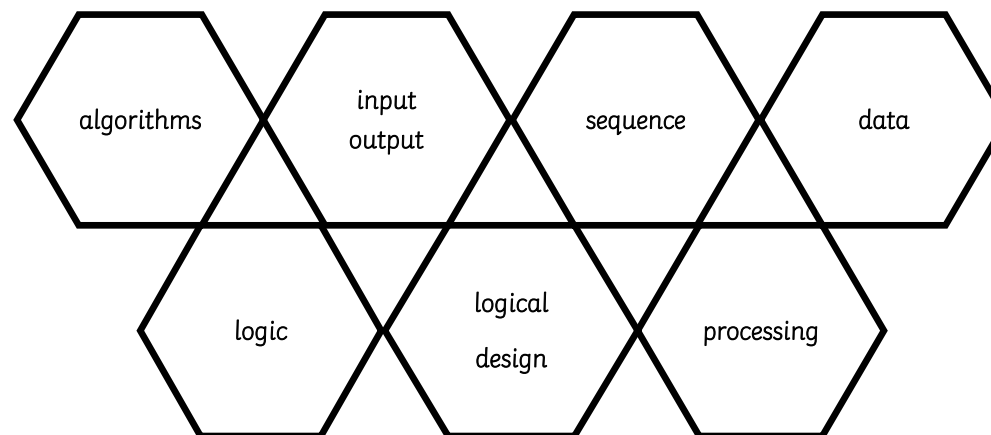 algorithms
input
output
sequence
data
logic
logical
design
processing